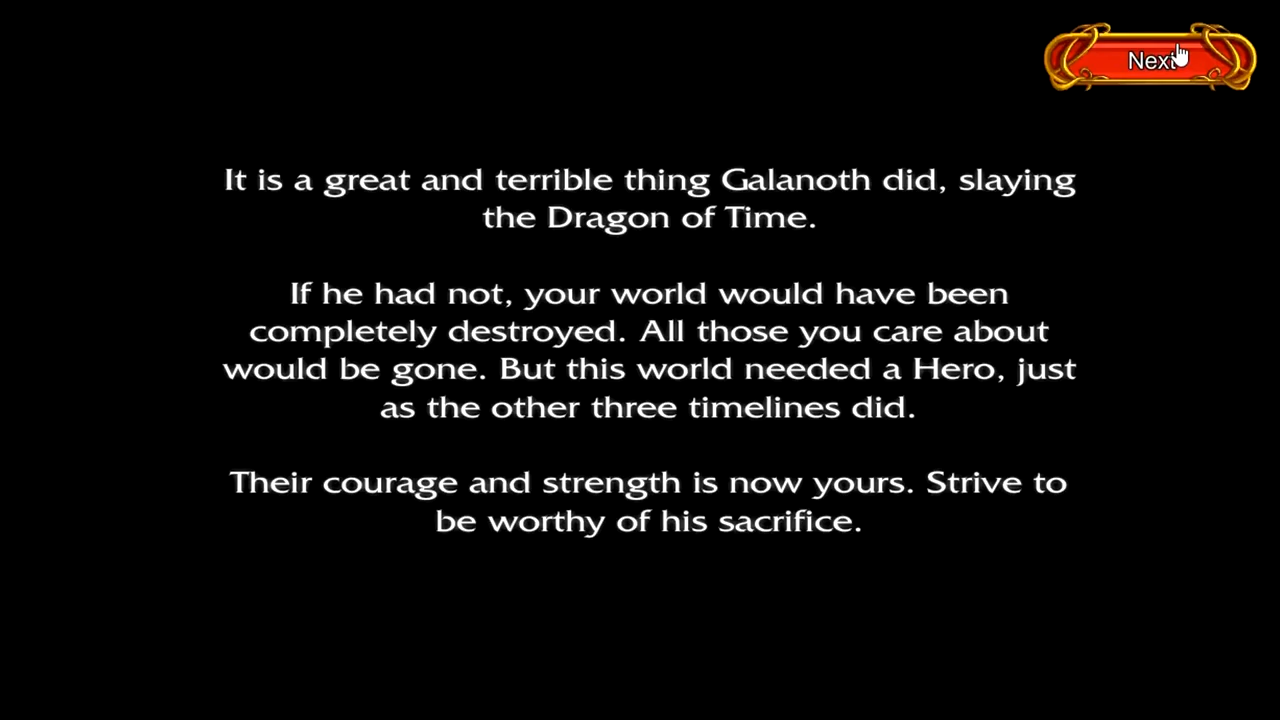 Next
It is a great and terrible thing Galanoth did, slaying
the Dragon of Time.
If he had not, your world would have been
completely destroyed. All those you care about
would be gone. But this world needed a Hero, just
as the other three timelines did.
Their courage and strength is now yours. Strive to
be worthy of his sacrifice.